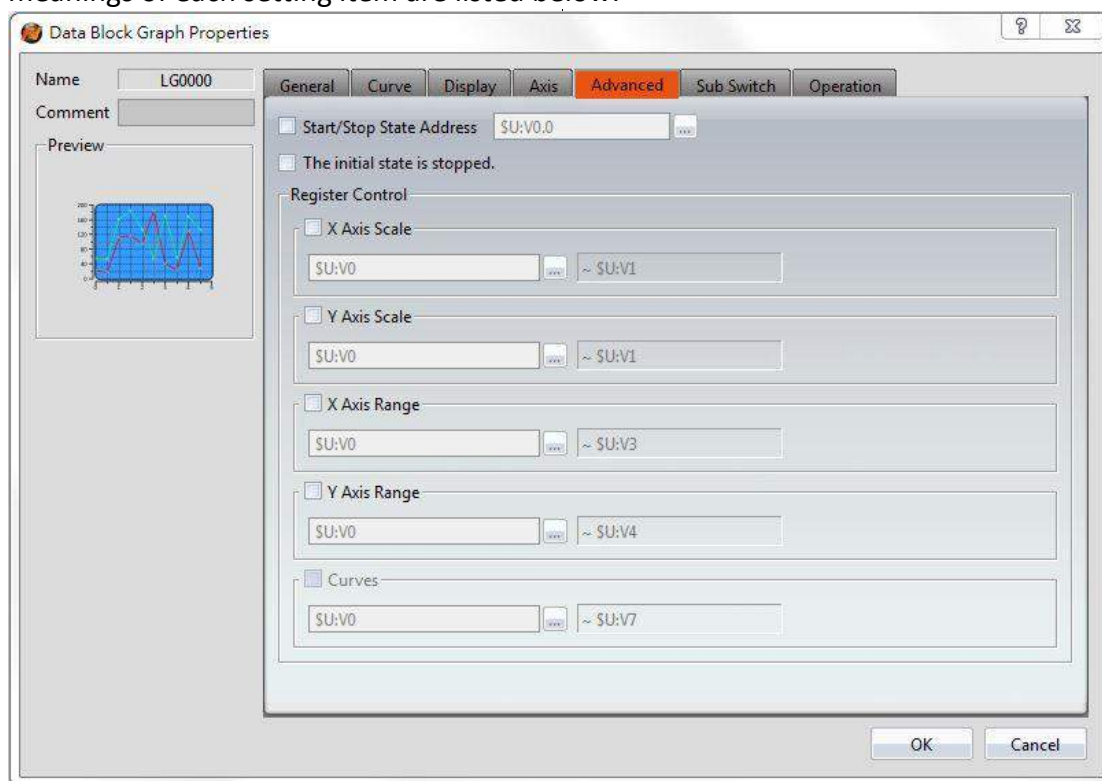 meanings of each setting item are listed below.
Data Block Graph Properties
Name LG0000
Comment
Preview
General Curve Display Axis Advanced Sub Switch Operation
Start/Stop State Address $U:V0.0 ...
The initial state is stopped.
Register Control
X Axis Scale
$U:V0 ... ~ $U:V1
Y Axis Scale
$U:V0 ... ~ $U:V1
X Axis Range
$U:V0 ... ~ $U:V3
Y Axis Range
$U:V0 ... ~ $U:V4
Curves
$U:V0 ... ~ $U:V7
OK Cancel